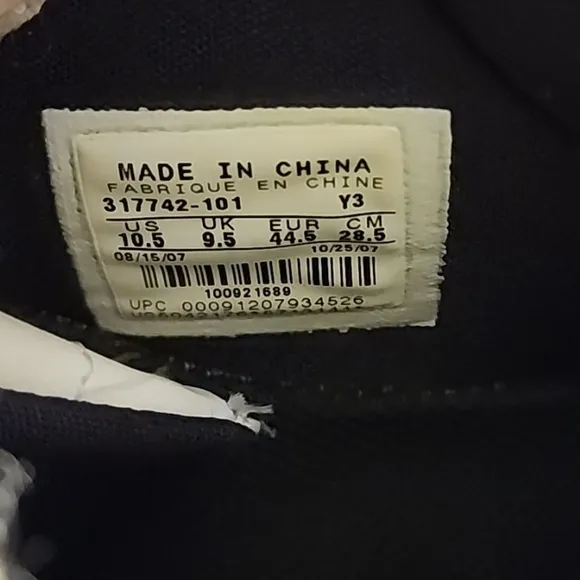 MADE IN CHINA
FABRIQUE EN CHINE
317742-101 Y3
US UK EUR CM
10.5 9.5 44.5 28.5
08/15/07 10/25/07
100921689
UPC 00091207934526